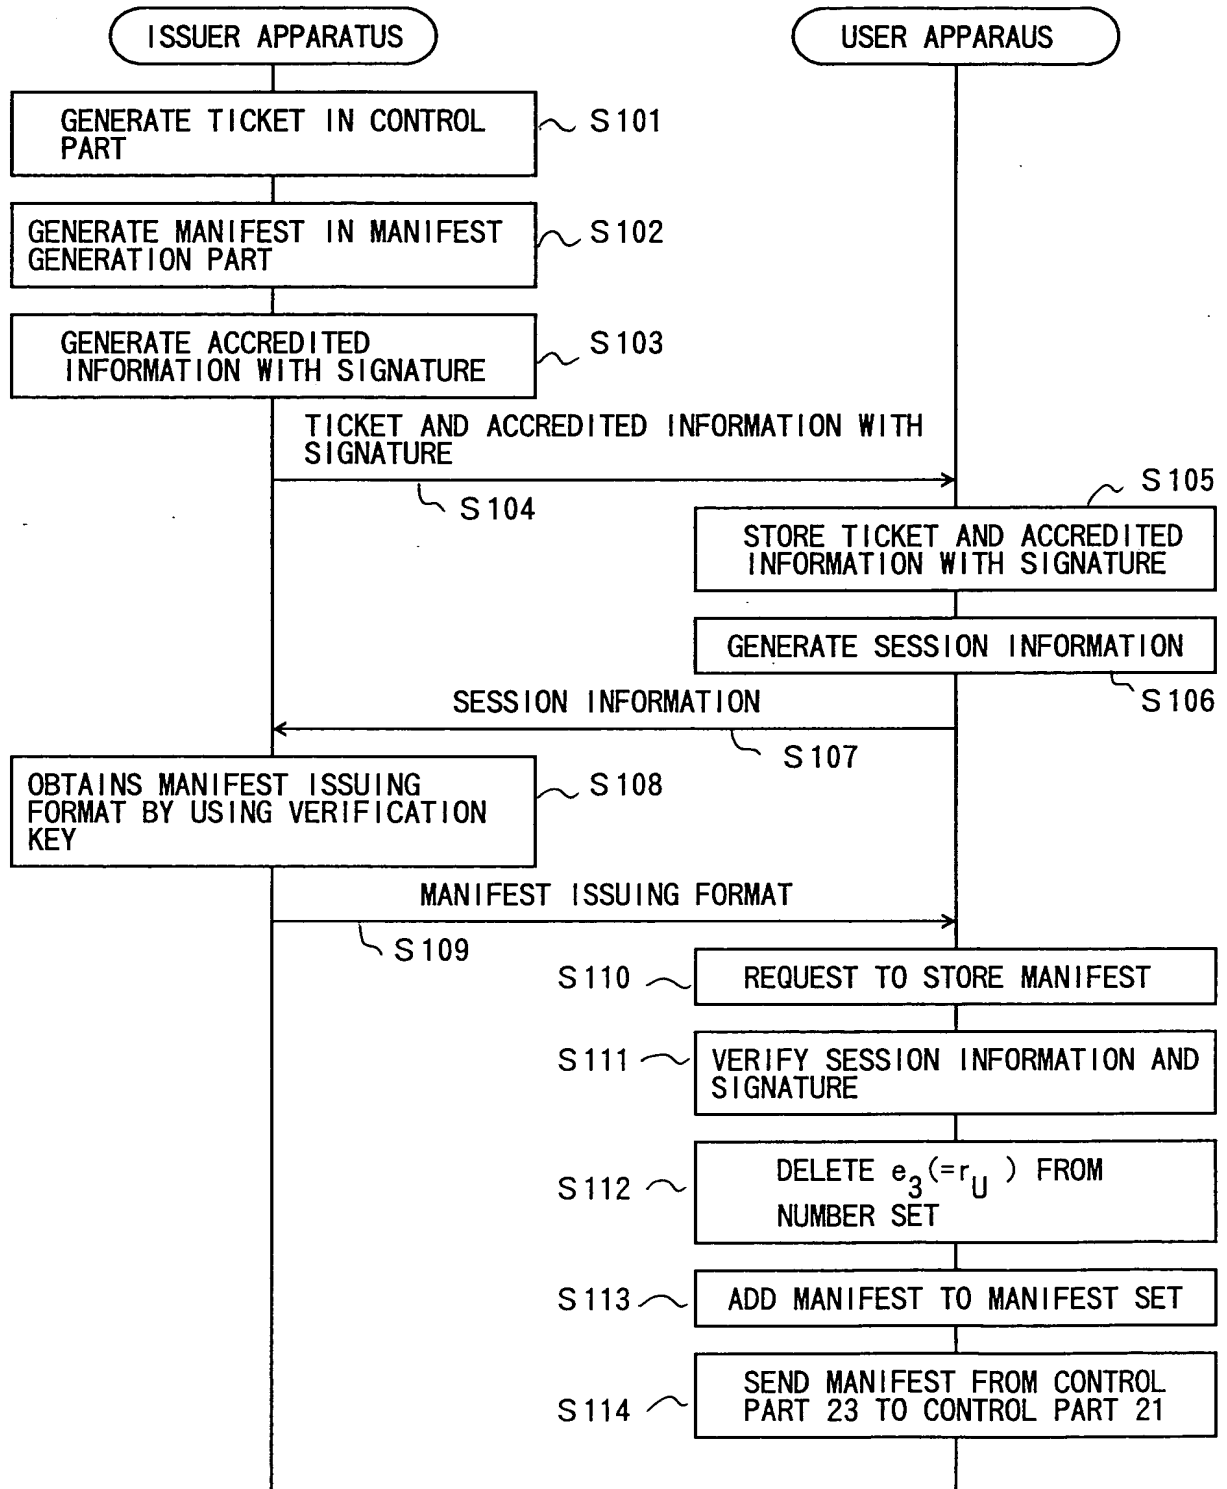 ISSUER APPARATUS
USER APPARAUS
GENERATE TICKET IN CONTROL
PART
S101
GENERATE MANIFEST IN MANIFEST
GENERATION PART
S102
GENERATE ACCREDITED
INFORMATION WITH SIGNATURE
S103
TICKET AND ACCREDITED INFORMATION WITH
SIGNATURE
S104
S105
STORE TICKET AND ACCREDITED
INFORMATION WITH SIGNATURE
GENERATE SESSION INFORMATION
S106
SESSION INFORMATION
S107
OBTAINS MANIFEST ISSUING
FORMAT BY USING VERIFICATION
KEY
S108
MANIFEST ISSUING FORMAT
S109
S110
REQUEST TO STORE MANIFEST
S111
VERIFY SESSION INFORMATION AND
SIGNATURE
S112
DELETE e3(=rU ) FROM
NUMBER SET
S113
ADD MANIFEST TO MANIFEST SET
S114
SEND MANIFEST FROM CONTROL
PART 23 TO CONTROL PART 21